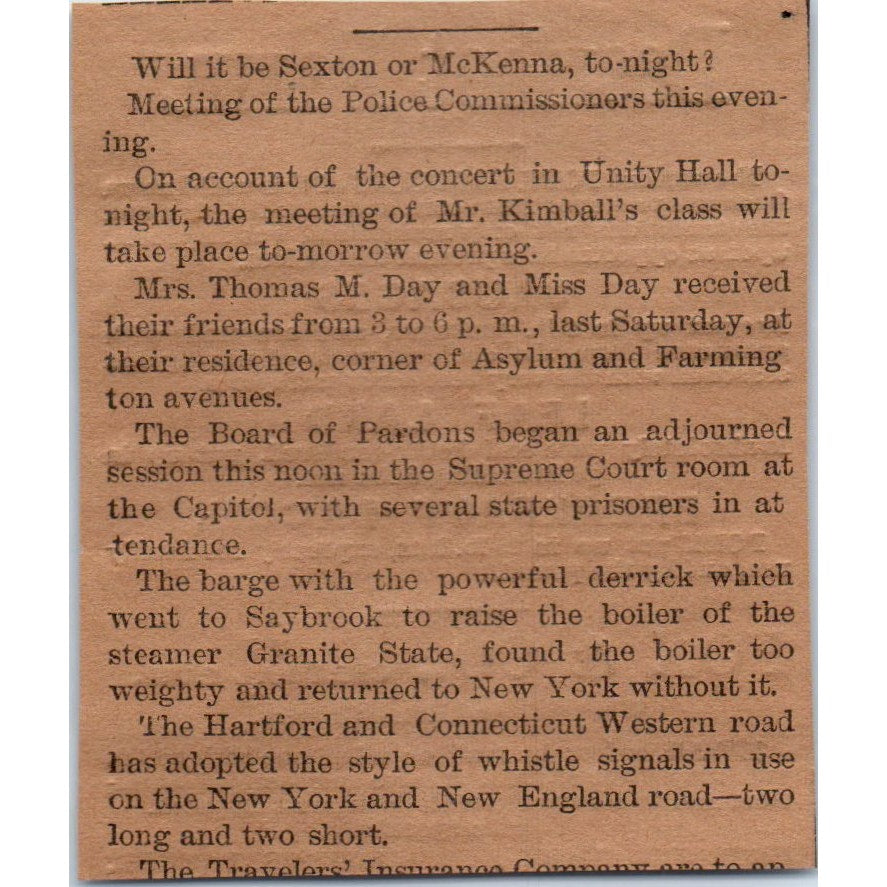 Will it be Sexton or McKenna, to-night?
Meeting of the Police Commissioners this even-
ing.
On account of the concert in Unity Hall to-
night, the meeting of Mr. Kimball's class will
take place to-morrow evening.
Mrs. Thomas M. Day and Miss Day received
their friends from 3 to 6 p. m., last Saturday, at
their residence, corner of Asylum and Farming
ton avenues.
The Board of Pardons began an adjourned
session this noon in the Supreme Court room at
the Capitol, with several state prisoners in at
tendance.
The barge with the powerful derrick which
went to Saybrook to raise the boiler of the
steamer Granite State, found the boiler too
weighty and returned to New York without it.
The Hartford and Connecticut Western road
has adopted the style of whistle signals in use
on the New York and New England road—two
long and two short.
The Travelers' Insurance Company are to an